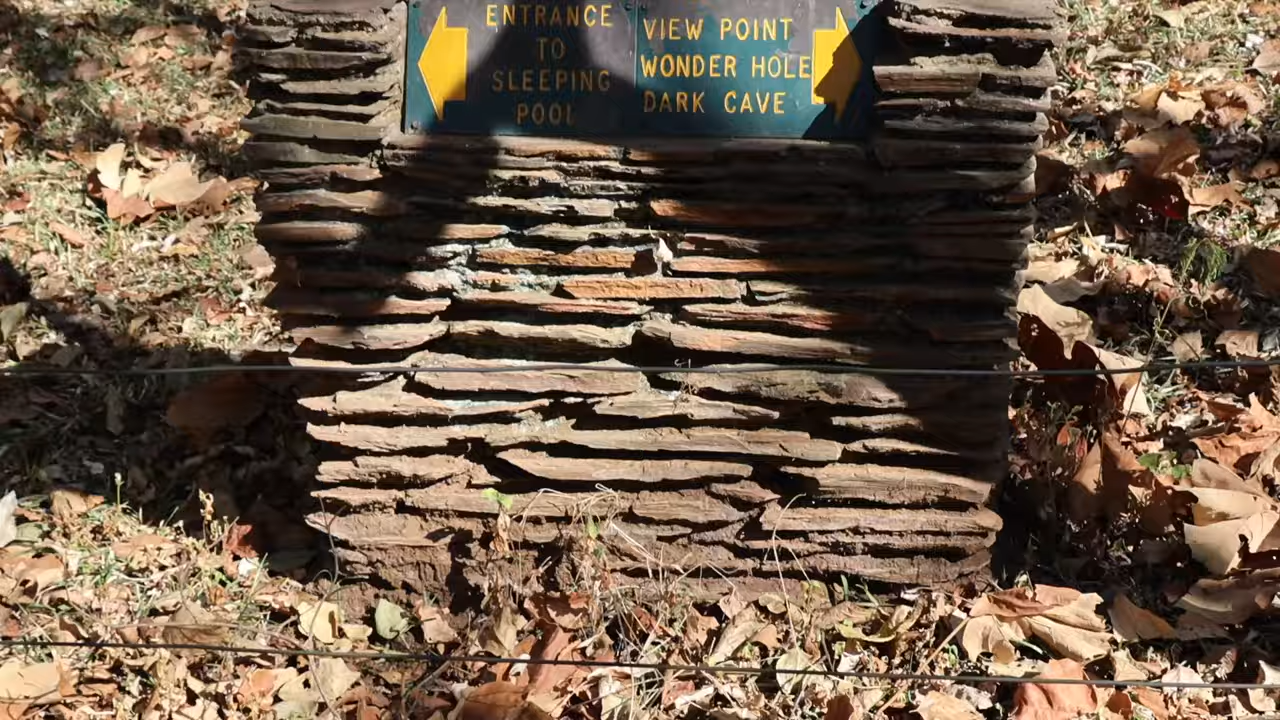 ENTRANCE
TO
SLEEPING
POOL
VIEW POINT
WONDER HOLE
DARK CAVE